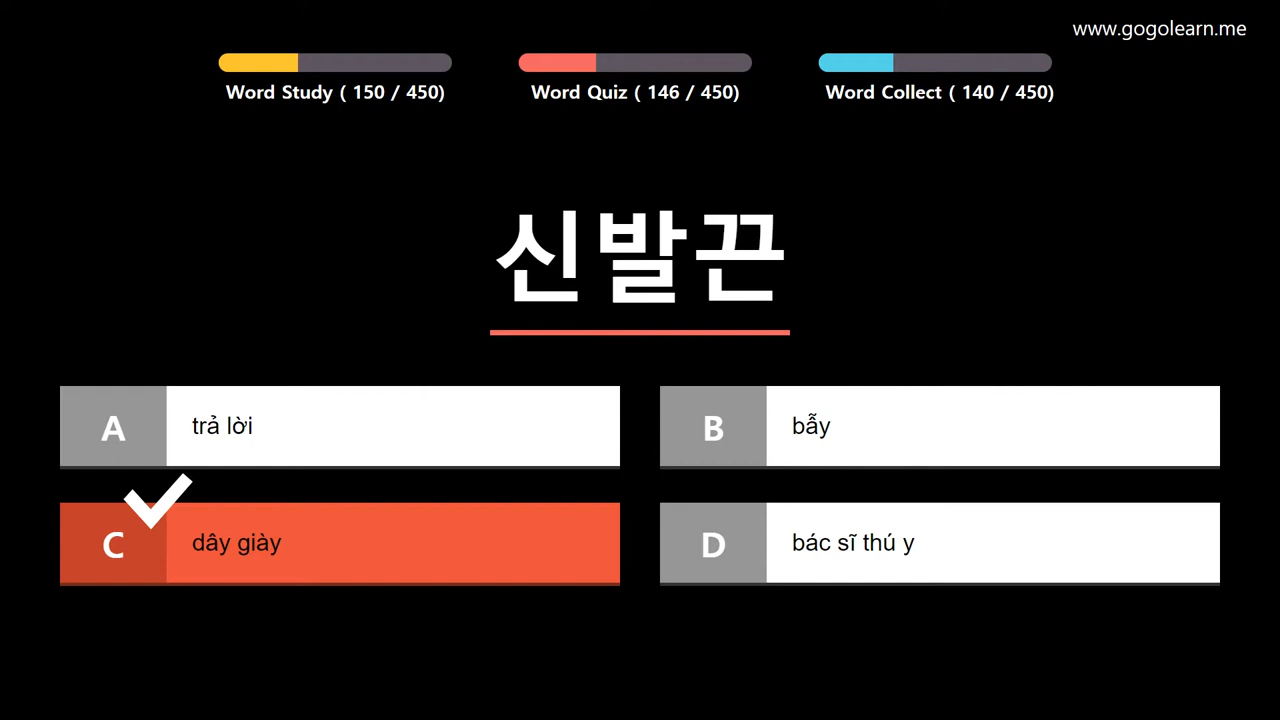 www.gogolearn.me
Word Study ( 150 / 450)
Word Quiz ( 146 / 450)
Word Collect ( 140 / 450)
신발끈
A
trả lời
B
bẫy
C
dây giày
D
bác sĩ thú y